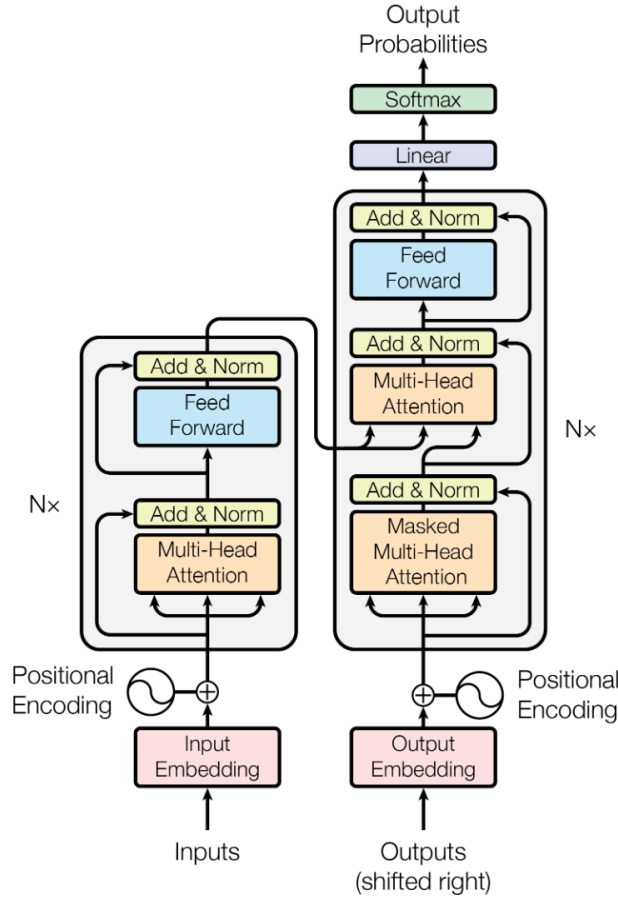 Output
Probabilities
Softmax
Linear
Add & Norm
Feed
Forward
Add & Norm
Multi-Head
Attention
Add & Norm
Masked
Multi-Head
Attention
Nx
Add & Norm
Feed
Forward
Add & Norm
Multi-Head
Attention
Nx
Positional
Encoding
Positional
Encoding
Input
Embedding
Output
Embedding
Inputs
Outputs
(shifted right)